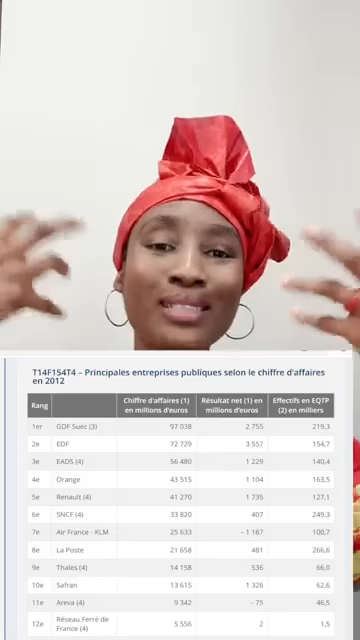 T14F154T4 – Principales entreprises publiques selon le chiffre d'affaires
en 2012
Rang Chiffre d'affaires (1) Résultat net (1) en Effectifs en EQTP
en millions d'euros millions d'euros (2) en milliers
1er GDF Suez (3) 97 038 2 755 219,3
2e EDF 72 729 3 557 154,7
3e EADS (4) 56 480 1 229 140,4
4e Orange 43 515 1 104 163,5
5e Renault (4) 41 270 1 735 127,1
6e SNCF (4) 33 820 407 249,3
7e Air France - KLM 25 633 – 1 187 100,7
8e La Poste 21 658 481 266,6
9e Thales (4) 14 158 536 66,0
10e Safran 13 615 1 326 62,6
11e Areva (4) 9 342 – 75 46,5
12e Réseau Ferré de France (4) 5 556 2 1,5